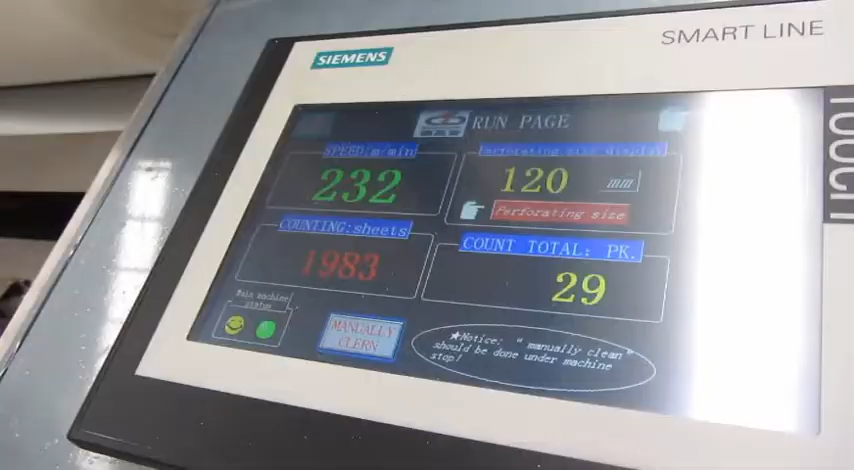 SIEMENS
SMART LINE
TOUCH
RUN PAGE
SPEED:m/min
232
Perforating size display
120 mm
Perforating size
COUNTING:sheets
1983
COUNT TOTAL: PK.
29
Main machine
status
MANUALLY
CLERN
★Notice: "manually clean"
should be done under machine
stop!